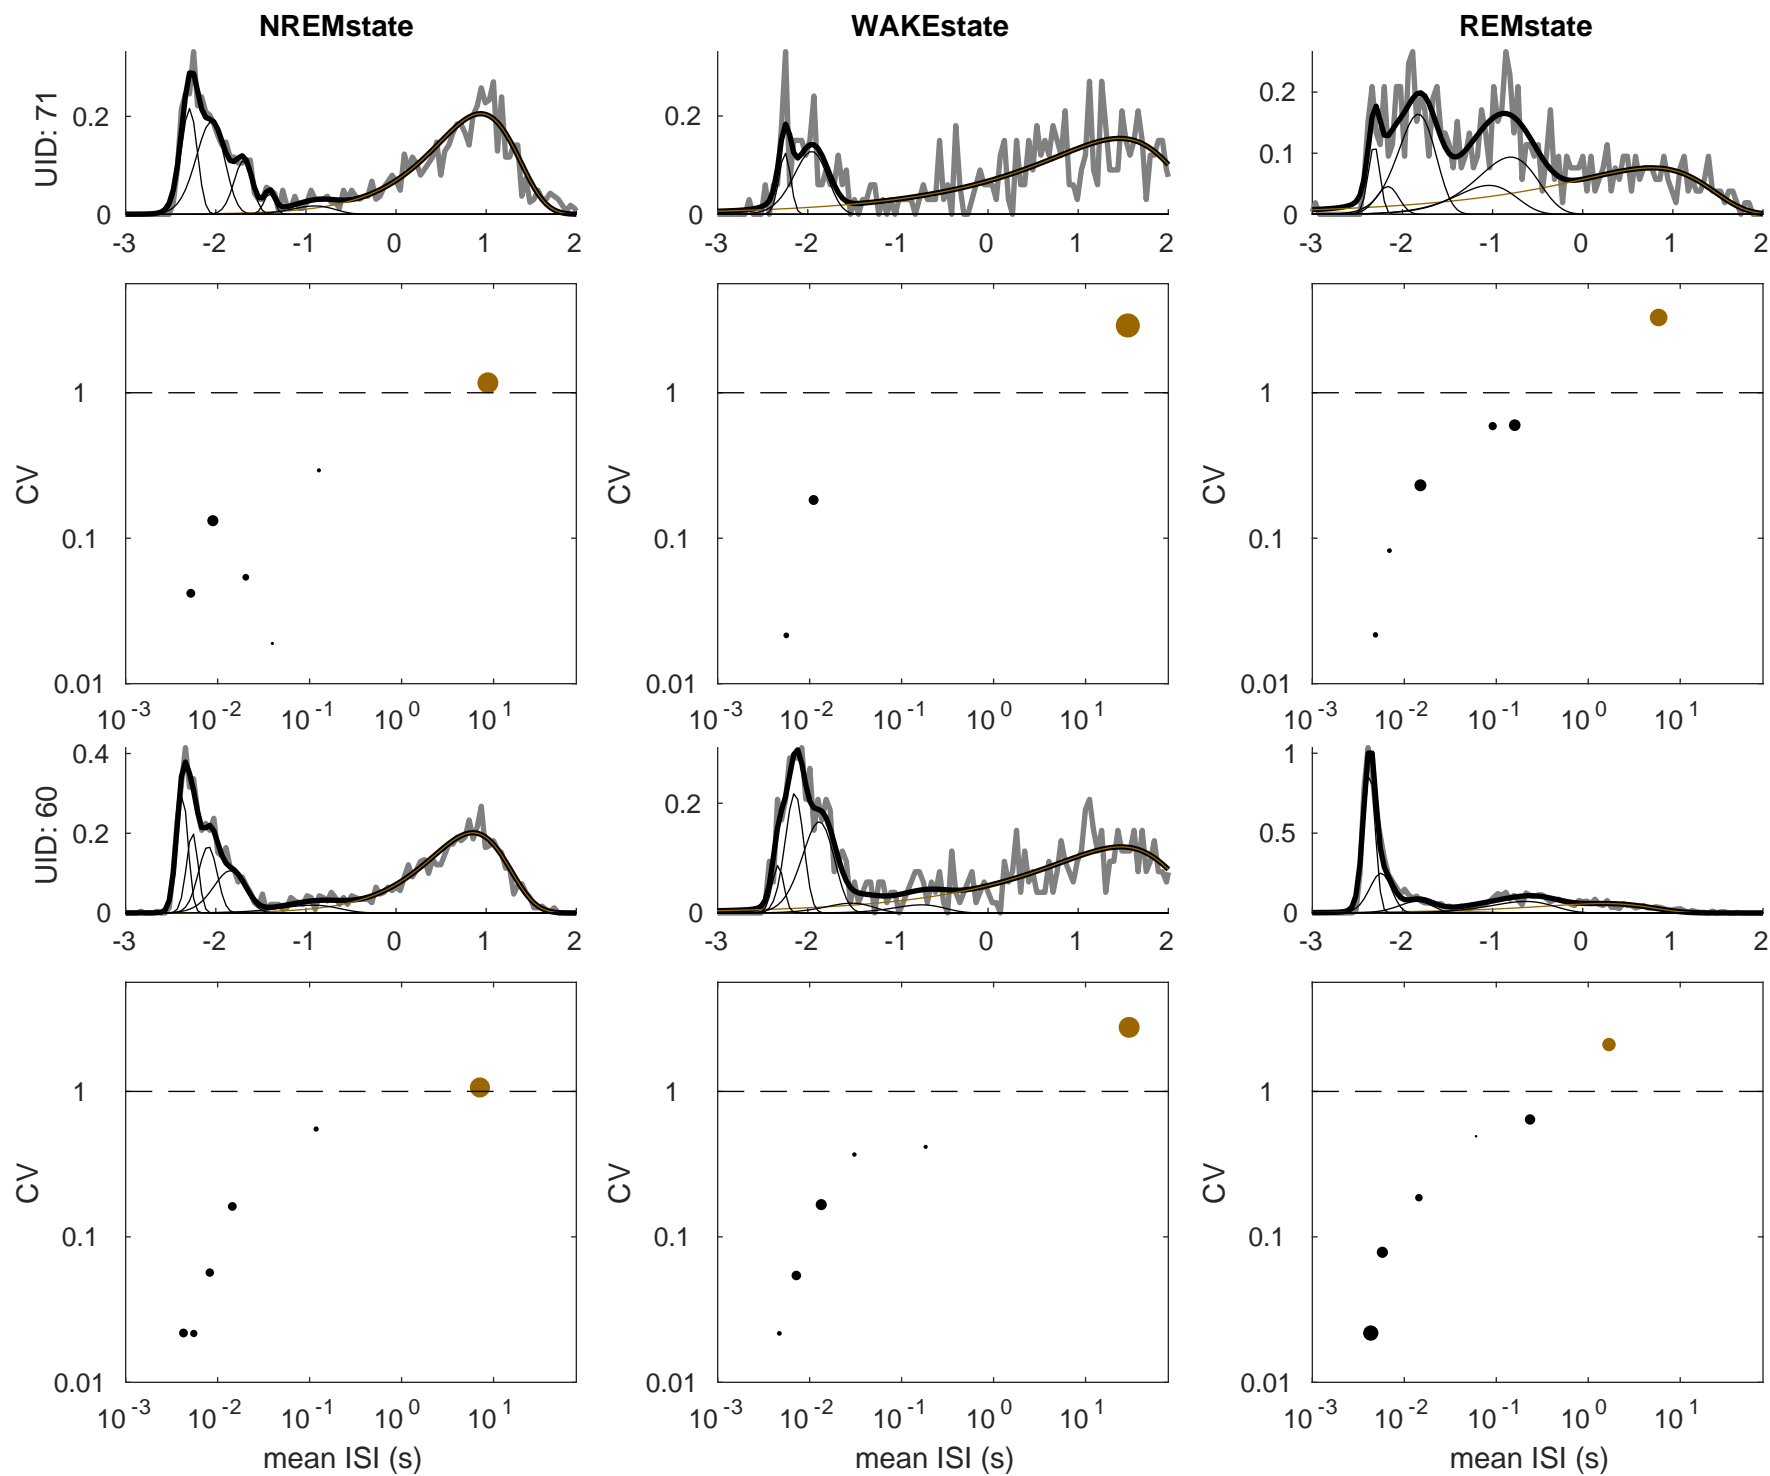 NREMstate WAKEstate REMstate
UID: 71
0.2 0.2 0.2
0.1
0 0 0
-3 -2 -1 0 1 2 -3 -2 -1 0 1 2 -3 -2 -1 0 1 2
1 1 1
CV CV CV
0.1 0.1 0.1
0.01 0.01 0.01
10^-3 10^-2 10^-1 10^0 10^1 10^-3 10^-2 10^-1 10^0 10^1 10^-3 10^-2 10^-1 10^0 10^1
UID: 60
0.4 1
0.2 0.2 0.5
0 0 0
-3 -2 -1 0 1 2 -3 -2 -1 0 1 2 -3 -2 -1 0 1 2
1 1 1
CV CV CV
0.1 0.1 0.1
0.01 0.01 0.01
10^-3 10^-2 10^-1 10^0 10^1 10^-3 10^-2 10^-1 10^0 10^1 10^-3 10^-2 10^-1 10^0 10^1
mean ISI (s) mean ISI (s) mean ISI (s)